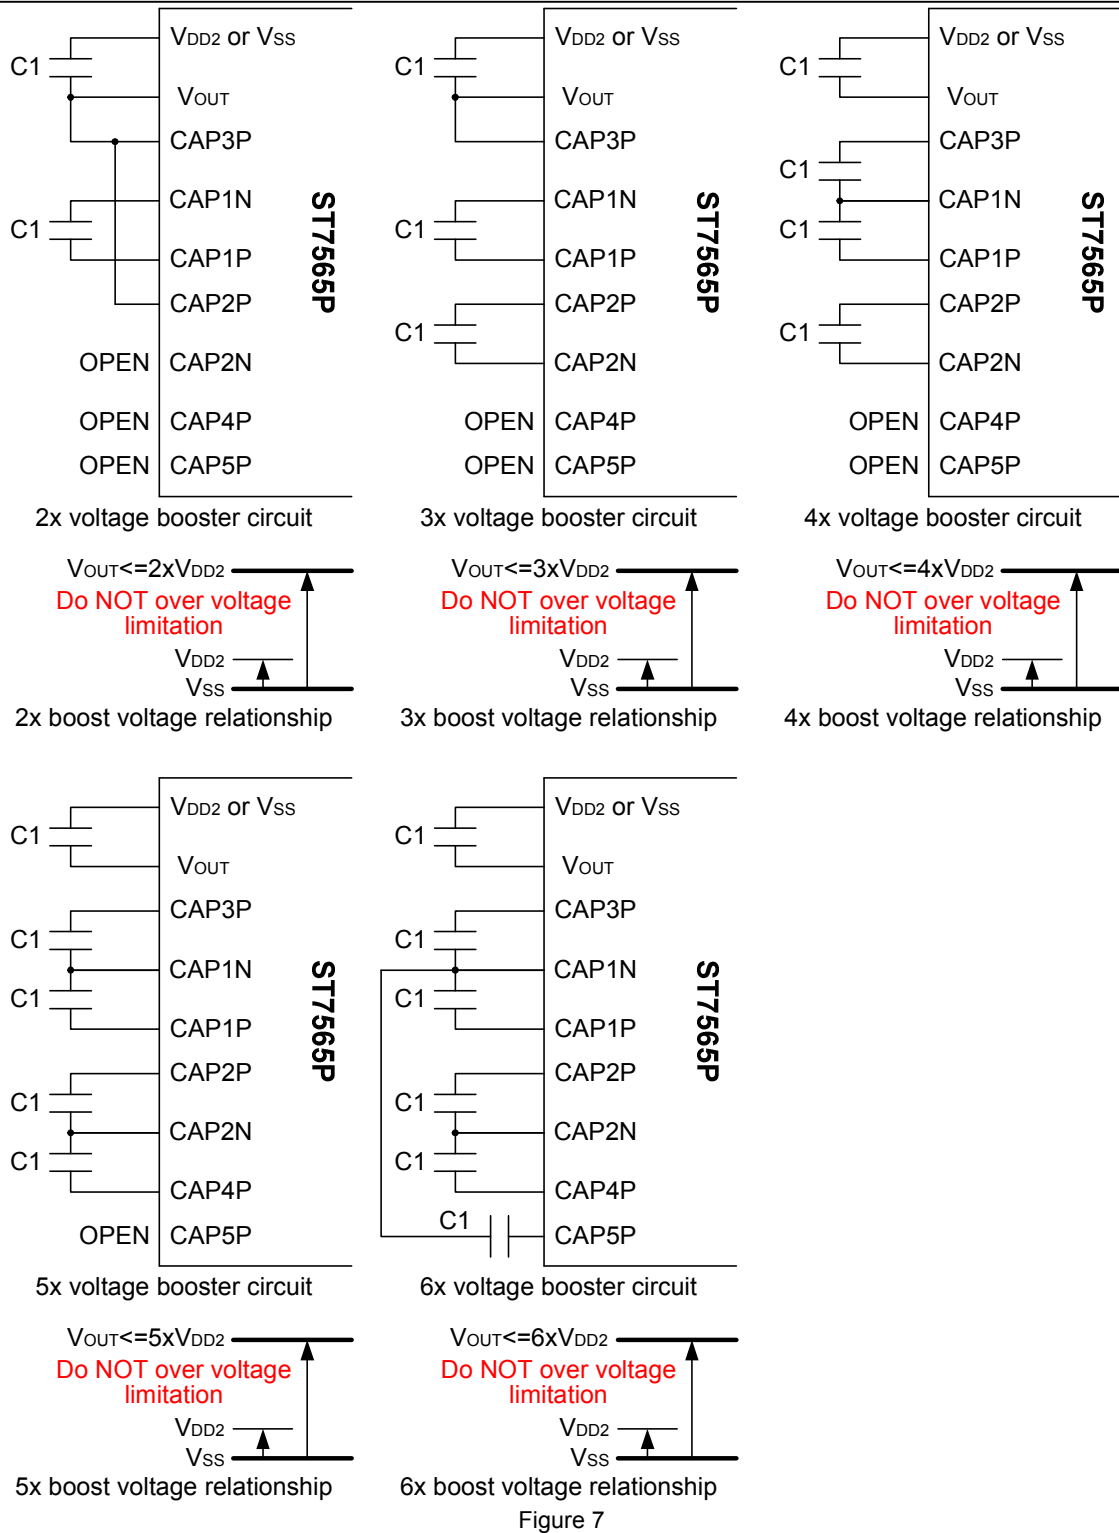 VDD2 or VSS
C1
VOUT
CAP3P
CAP1N
C1
CAP1P
CAP2P
OPEN CAP2N
OPEN CAP4P
OPEN CAP5P
ST7565P
2x voltage booster circuit
VDD2 or VSS
C1
VOUT
CAP3P
CAP1N
C1
CAP1P
CAP2P
C1
CAP2N
OPEN CAP4P
OPEN CAP5P
ST7565P
3x voltage booster circuit
VDD2 or VSS
C1
VOUT
CAP3P
C1
CAP1N
C1
CAP1P
CAP2P
C1
CAP2N
OPEN CAP4P
OPEN CAP5P
ST7565P
4x voltage booster circuit
VOUT<=2xVDD2
Do NOT over voltage
limitation
VDD2
VSS
2x boost voltage relationship
VOUT<=3xVDD2
Do NOT over voltage
limitation
VDD2
VSS
3x boost voltage relationship
VOUT<=4xVDD2
Do NOT over voltage
limitation
VDD2
VSS
4x boost voltage relationship
VDD2 or VSS
C1
VOUT
CAP3P
C1
CAP1N
C1
CAP1P
CAP2P
C1
CAP2N
C1
CAP4P
OPEN CAP5P
ST7565P
5x voltage booster circuit
VDD2 or VSS
C1
VOUT
CAP3P
C1
CAP1N
C1
CAP1P
CAP2P
C1
CAP2N
C1
CAP4P
C1
CAP5P
ST7565P
6x voltage booster circuit
VOUT<=5xVDD2
Do NOT over voltage
limitation
VDD2
VSS
5x boost voltage relationship
VOUT<=6xVDD2
Do NOT over voltage
limitation
VDD2
VSS
6x boost voltage relationship
Figure 7